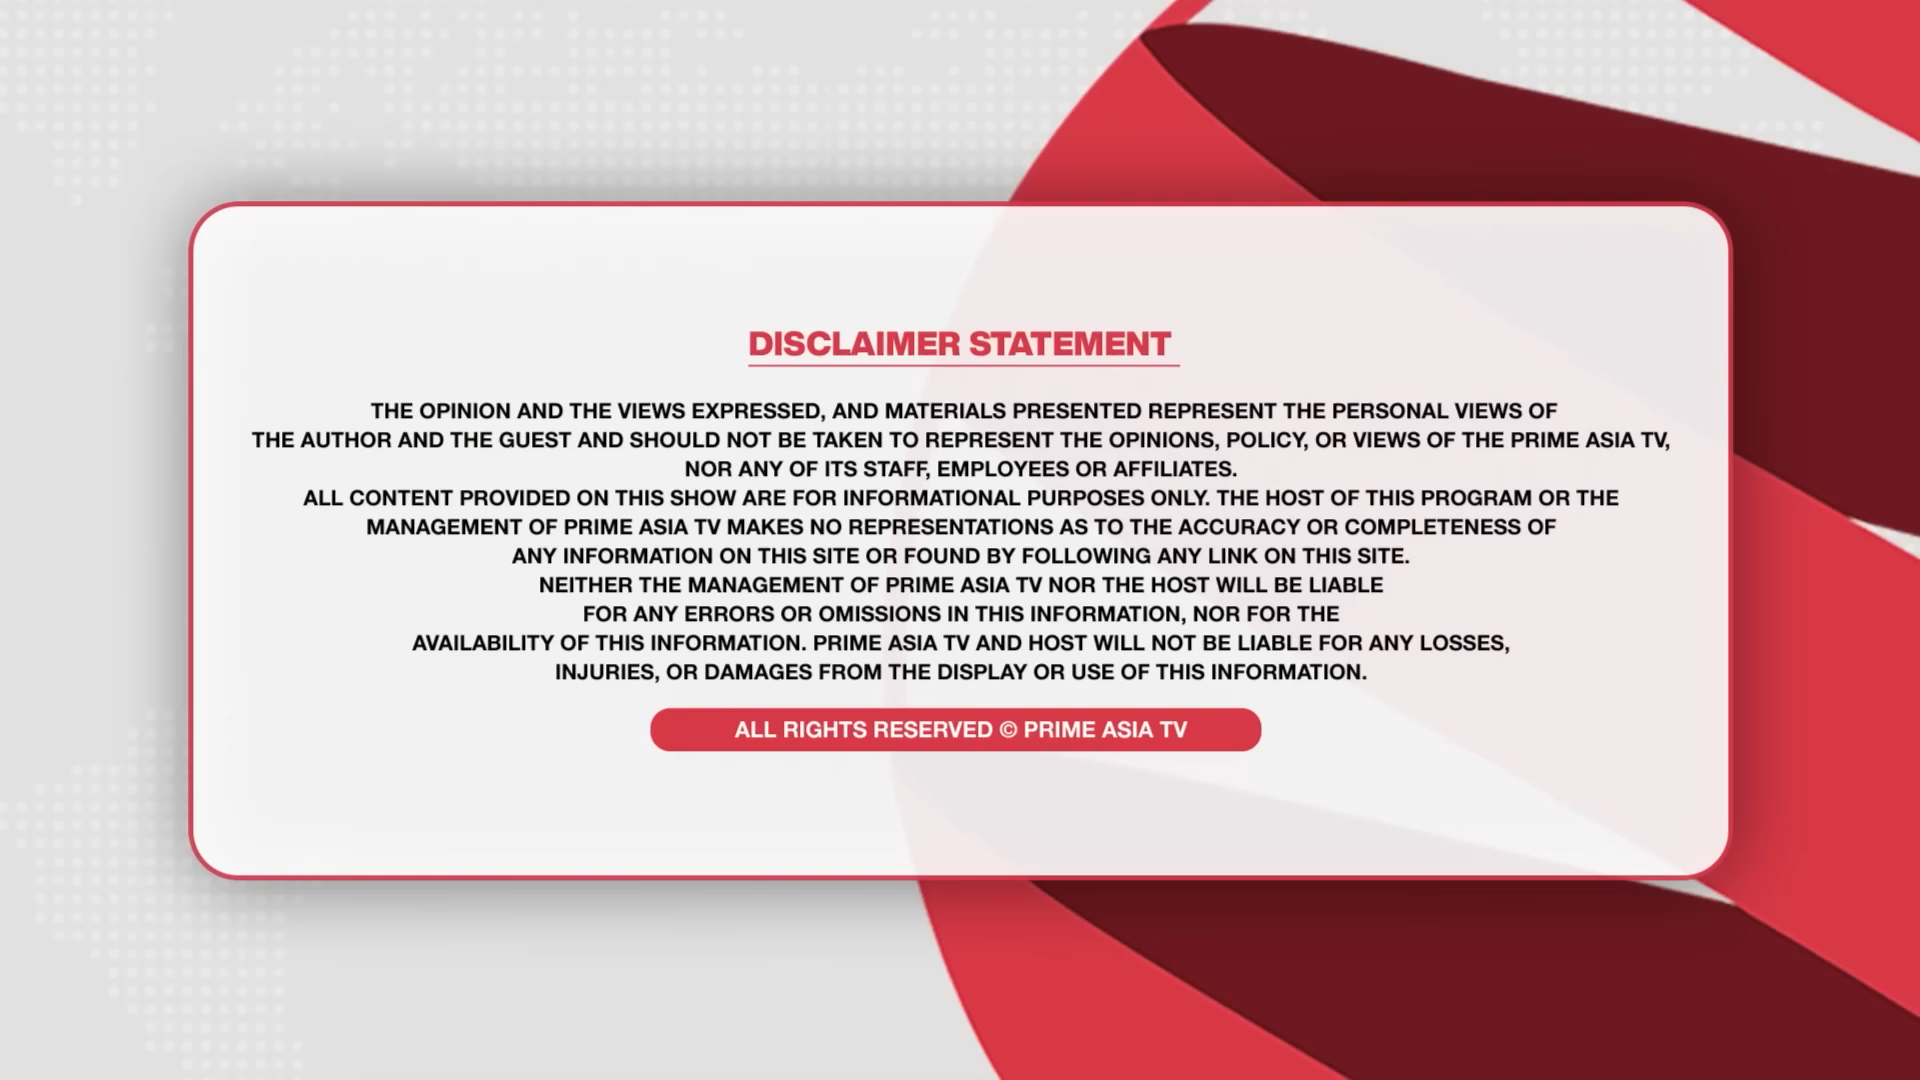 DISCLAIMER STATEMENT
THE OPINION AND THE VIEWS EXPRESSED, AND MATERIALS PRESENTED REPRESENT THE PERSONAL VIEWS OF
THE AUTHOR AND THE GUEST AND SHOULD NOT BE TAKEN TO REPRESENT THE OPINIONS, POLICY, OR VIEWS OF THE PRIME ASIA TV,
NOR ANY OF ITS STAFF, EMPLOYEES OR AFFILIATES.
ALL CONTENT PROVIDED ON THIS SHOW ARE FOR INFORMATIONAL PURPOSES ONLY. THE HOST OF THIS PROGRAM OR THE
MANAGEMENT OF PRIME ASIA TV MAKES NO REPRESENTATIONS AS TO THE ACCURACY OR COMPLETENESS OF
ANY INFORMATION ON THIS SITE OR FOUND BY FOLLOWING ANY LINK ON THIS SITE.
NEITHER THE MANAGEMENT OF PRIME ASIA TV NOR THE HOST WILL BE LIABLE
FOR ANY ERRORS OR OMISSIONS IN THIS INFORMATION, NOR FOR THE
AVAILABILITY OF THIS INFORMATION. PRIME ASIA TV AND HOST WILL NOT BE LIABLE FOR ANY LOSSES,
INJURIES, OR DAMAGES FROM THE DISPLAY OR USE OF THIS INFORMATION.
ALL RIGHTS RESERVED © PRIME ASIA TV